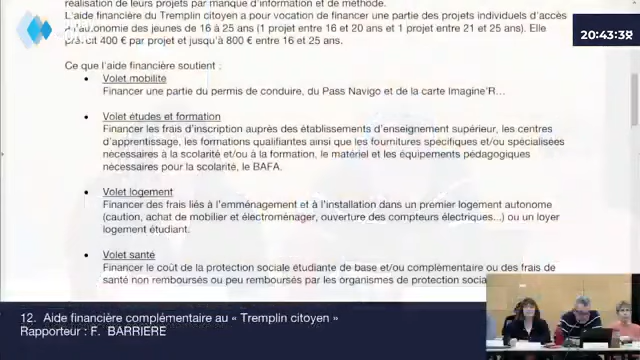 réalisation de leurs projets par manque d'information et de méthode.
L'aide financière du Tremplin citoyen a pour vocation de financer une partie des projets individuels d'accès
l'autonomie des jeunes de 16 à 25 ans (1 projet entre 16 et 20 ans et 1 projet entre 21 et 25 ans). Elle
400 € par projet et jusqu'à 800 € entre 16 et 25 ans.
20:43:38
Ce que l'aide financière soutient :
• Volet mobilité
Financer une partie du permis de conduire, du Pass Navigo et de la carte Imagine'R…
• Volet études et formation
Financer les frais d'inscription auprès des établissements d'enseignement supérieur, les centres
d'apprentissage, les formations qualifiantes ainsi que les fournitures spécifiques et/ou spécialisées
nécessaires à la scolarité et/ou à la formation, le matériel et les équipements pédagogiques
nécessaires pour la scolarité, le BAFA.
• Volet logement
Financer des frais liés à l'emménagement et à l'installation dans un premier logement autonome
(caution, achat de mobilier et électroménager, ouverture des compteurs électriques...) ou un loyer
logement étudiant.
• Volet santé
Financer le coût de la protection sociale étudiante de base et/ou complémentaire ou des frais de
santé non remboursés ou peu remboursés par les organismes de protection
12. Aide financière complémentaire au « Tremplin citoyen »
Rapporteur : F. BARRIERE